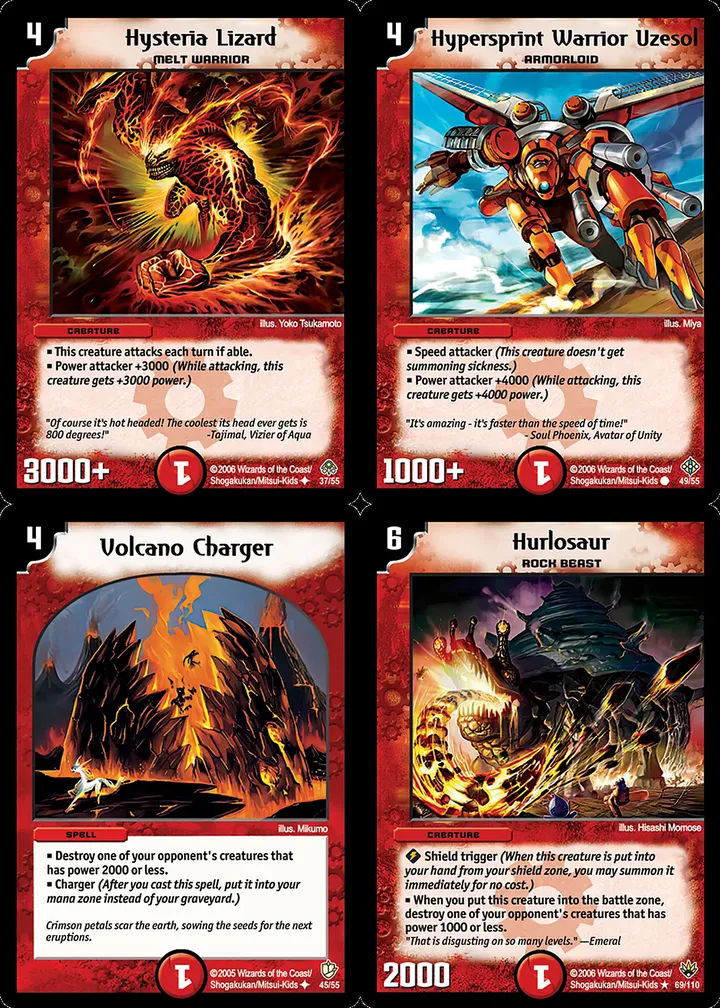 4
Hysteria Lizard
MELT WARRIOR
illus. Yoko Tsukamoto
CREATURE
▪ This creature attacks each turn if able.
▪ Power attacker +3000 (While attacking, this
creature gets +3000 power.)
"Of course it's hot headed! The coolest its head ever gets is
800 degrees!" -Tajimal, Vizier of Aqua
3000+
1
©2006 Wizards of the Coast/
Shogakukan/Mitsui-Kids ✦ 37/55
4
Hypersprint Warrior Uzesol
ARMORLOID
illus. Miya
CREATURE
▪ Speed attacker (This creature doesn't get
summoning sickness.)
▪ Power attacker +4000 (While attacking, this
creature gets +4000 power.)
"It's amazing - it's faster than the speed of time!"
- Soul Phoenix, Avatar of Unity
1000+
1
©2006 Wizards of the Coast/
Shogakukan/Mitsui-Kids ● 49/55
4
Volcano Charger
illus. Mikumo
SPELL
▪ Destroy one of your opponent's creatures that
has power 2000 or less.
▪ Charger (After you cast this spell, put it into your
mana zone instead of your graveyard.)
Crimson petals scar the earth, sowing the seeds for the next
eruptions.
1
©2005 Wizards of the Coast/
Shogakukan/Mitsui-Kids ✦ 45/55
6
Hurlosaur
ROCK BEAST
illus. Hisashi Momose
CREATURE
Shield trigger (When this creature is put into
your hand from your shield zone, you may summon it
immediately for no cost.)
▪ When you put this creature into the battle zone,
destroy one of your opponent's creatures that has
power 1000 or less.
"That is disgusting on so many levels." —Emeral
2000
1
©2006 Wizards of the Coast/
Shogakukan/Mitsui-Kids ★ 69/110